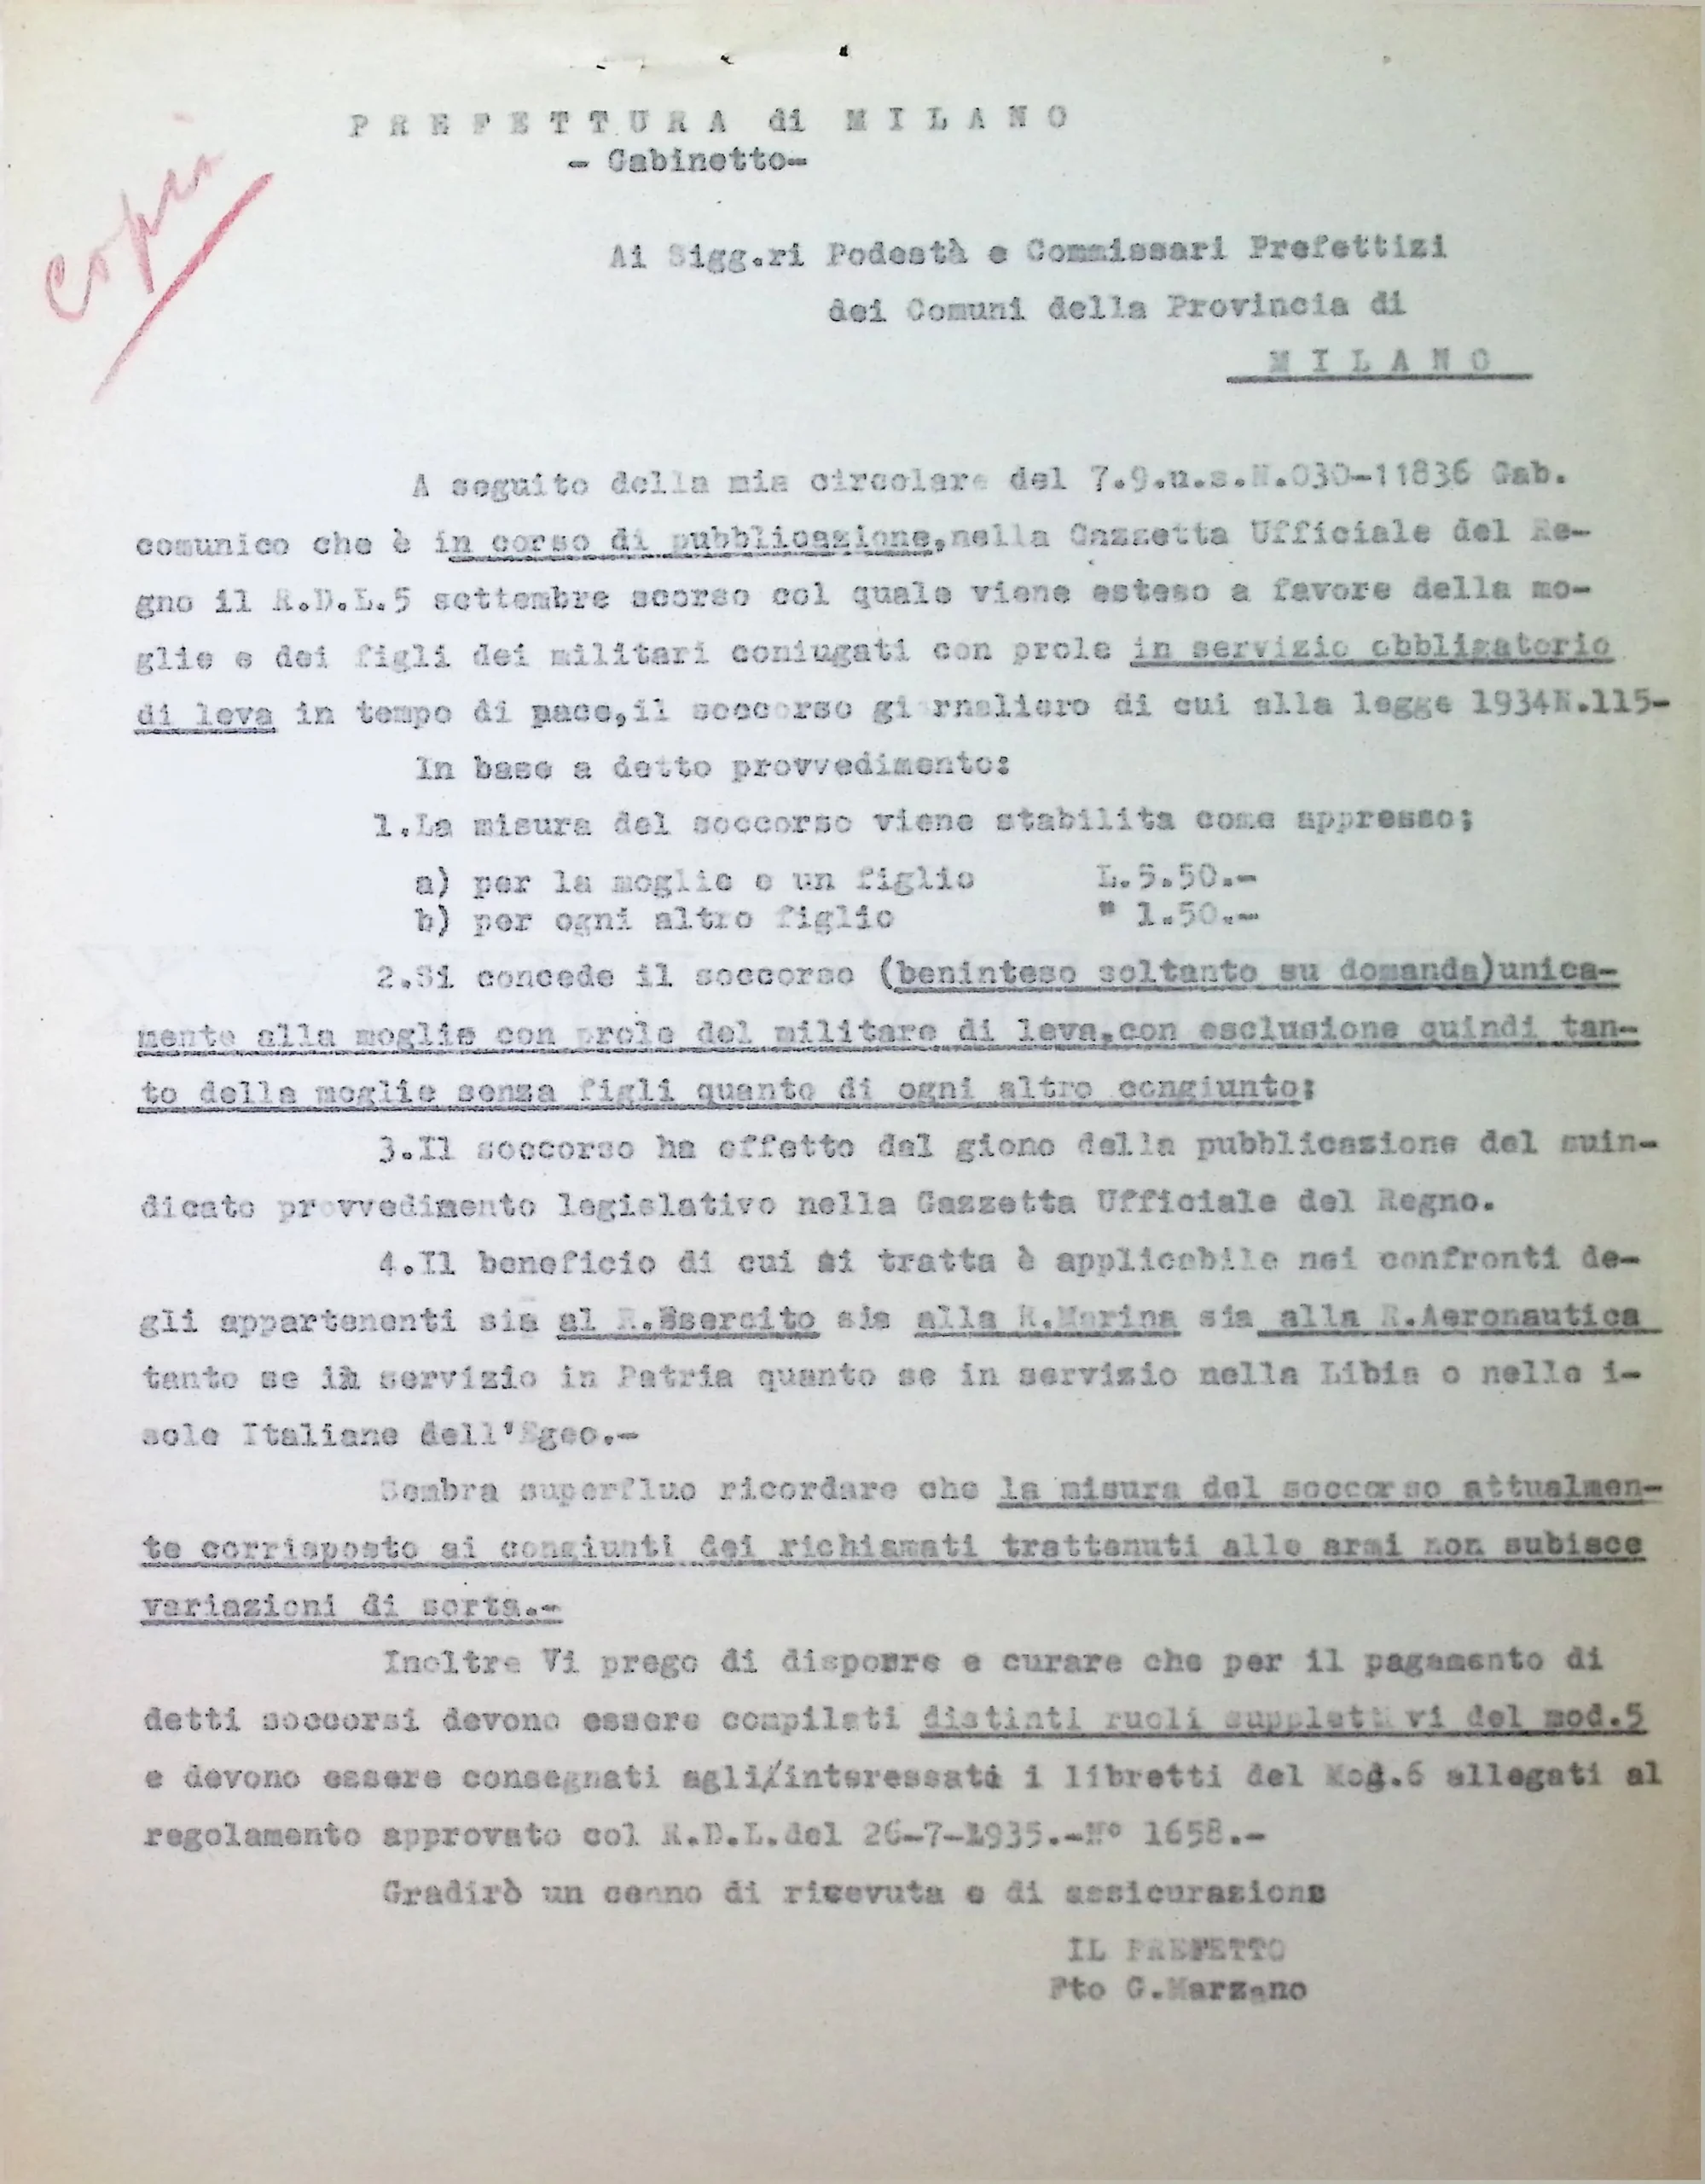 PREFETTURA di MILANO
- Gabinetto-
Copia
Ai Sigg.ri Podestà e Commissari Prefettizi
dei Comuni della Provincia di
MILANO
A seguito della mia circolare del 7.9.u.s.N.030-11836 Gab.
comunico che è in corso di pubblicazione,nella Gazzetta Ufficiale del Re-
gno il R.D.L.5 settembre scorso col quale viene esteso a favore della mo-
glie e dei figli dei militari coniugati con prole in servizio obbligatorio
di leva in tempo di pace,il soccorso giornaliero di cui alla legge 1934N.115-
In base a detto provvedimento:
1.La misura del soccorso viene stabilita come appresso;
a) per la moglie e un figlio L.5.50.-
b) per ogni altro figlio " 1.50.-
2.Si concede il soccorso (beninteso soltanto su domanda)unica-
mente alla moglie con prole del militare di leva,con esclusione quindi tan-
to della moglie senza figli quanto di ogni altro congiunto;
3.Il soccorso ha effetto dal giono della pubblicazione del suin-
dicato provvedimento legislativo nella Gazzetta Ufficiale del Regno.
4.Il beneficio di cui si tratta è applicabile nei confronti de-
gli appartenenti sia al R.Esercito sia alla R.Marina sia alla R.Aeronautica
tanto se in servizio in Patria quanto se in servizio nella Libia o nelle i-
sole Italiane dell'Egeo.-
Sembra superfluo ricordare che la misura del soccorso attualmen-
te corrisposto ai congiunti dei richiamati trattenuti alle armi non subisce
variazioni di sorta.-
Inoltre Vi prego di disporre e curare che per il pagamento di
detti soccorsi devono essere compilati distinti ruoli suppletivi del mod.5
e devono essere consegnati agli/interessati i libretti del Mod.6 allegati al
regolamento approvato col R.D.L.del 26-7-1935.-N° 1658.-
Gradirò un cenno di ricevuta e di assicurazione
IL PREFETTO
Fto G.Marzano